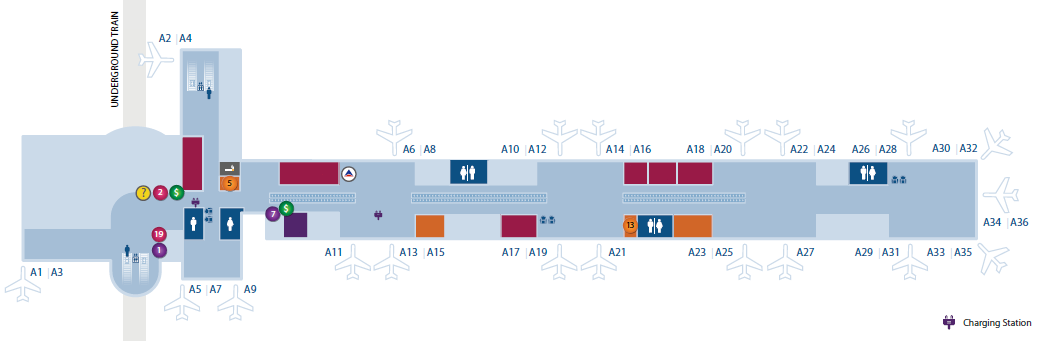 UNDERGROUND TRAIN
A2 | A4
A6 | A8
A10 | A12
A14 | A16
A18 | A20
A22 | A24
A26 | A28
A30 | A32
5
? 2 $
7 $
19
1
13
A34 | A36
A1 | A3
A5 | A7
A9
A11
A13 | A15
A17 | A19
A21
A23 | A25
A27
A29 | A31
A33 | A35
Charging Station